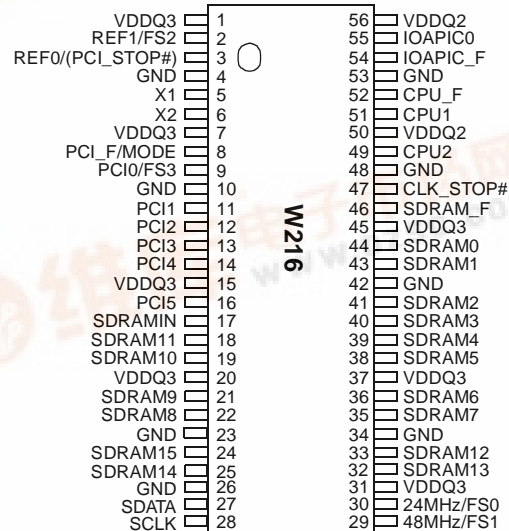 VDDQ3 1 56 VDDQ2
REF1/FS2 2 55 IOAPIC0
REF0/(PCI_STOP#) 3 54 IOAPIC_F
GND 4 53 GND
X1 5 52 CPU_F
X2 6 51 CPU1
VDDQ3 7 50 VDDQ2
PCI_F/MODE 8 49 CPU2
PCI0/FS3 9 48 GND
GND 10 47 CLK_STOP#
PCI1 11 46 SDRAM_F
PCI2 12 45 VDDQ3
PCI3 13 44 SDRAM0
PCI4 14 43 SDRAM1
VDDQ3 15 42 GND
PCI5 16 41 SDRAM2
SDRAMIN 17 40 SDRAM3
SDRAM11 18 39 SDRAM4
SDRAM10 19 38 SDRAM5
VDDQ3 20 37 VDDQ3
SDRAM9 21 36 SDRAM6
SDRAM8 22 35 SDRAM7
GND 23 34 GND
SDRAM15 24 33 SDRAM12
SDRAM14 25 32 SDRAM13
GND 26 31 VDDQ3
SDATA 27 30 24MHz/FS0
SCLK 28 29 48MHz/FS1
W216